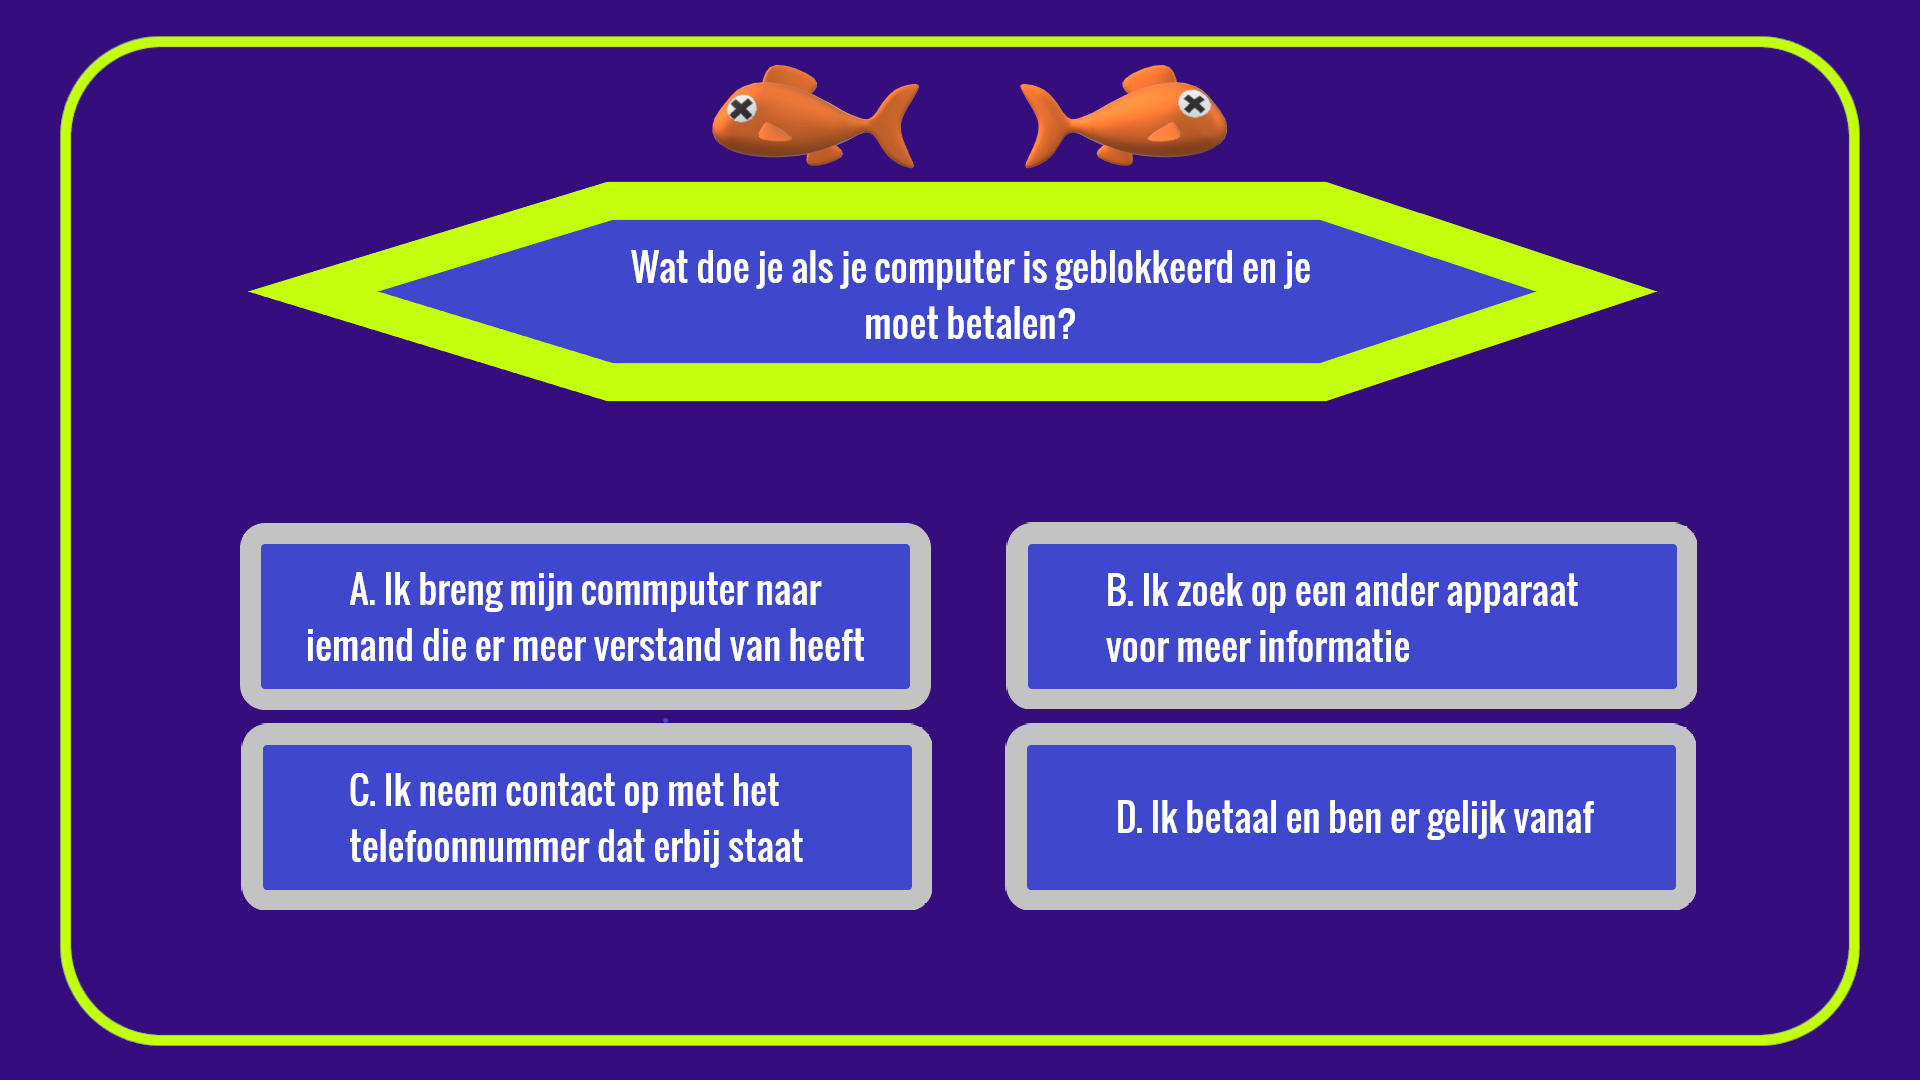 Wat doe je als je computer is geblokkeerd en je
moet betalen?
A. Ik breng mijn commputer naar
iemand die er meer verstand van heeft
B. Ik zoek op een ander apparaat
voor meer informatie
C. Ik neem contact op met het
telefoonnummer dat erbij staat
D. Ik betaal en ben er gelijk vanaf